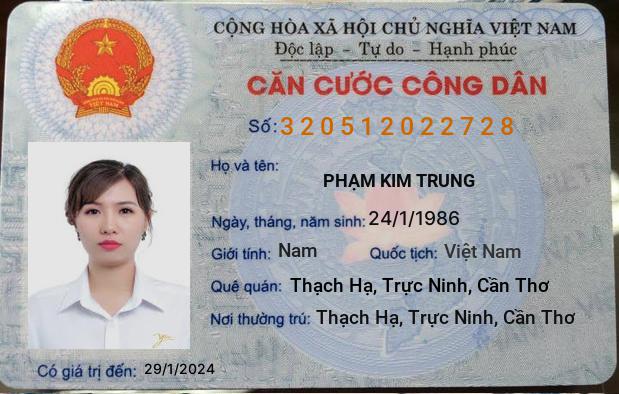 CỘNG HÒA XÃ HỘI CHỦ NGHĨA VIỆT NAM
Độc lập - Tự do - Hạnh phúc
CĂN CƯỚC CÔNG DÂN
Số: 320512022728
Họ và tên:
PHẠM KIM TRUNG
Ngày, tháng, năm sinh: 24/1/1986
Giới tính: Nam Quốc tịch: Việt Nam
Quê quán: Thạch Hạ, Trực Ninh, Cần Thơ
Nơi thường trú: Thạch Hạ, Trực Ninh, Cần Thơ
Có giá trị đến: 29/1/2024
VIỆT NAM